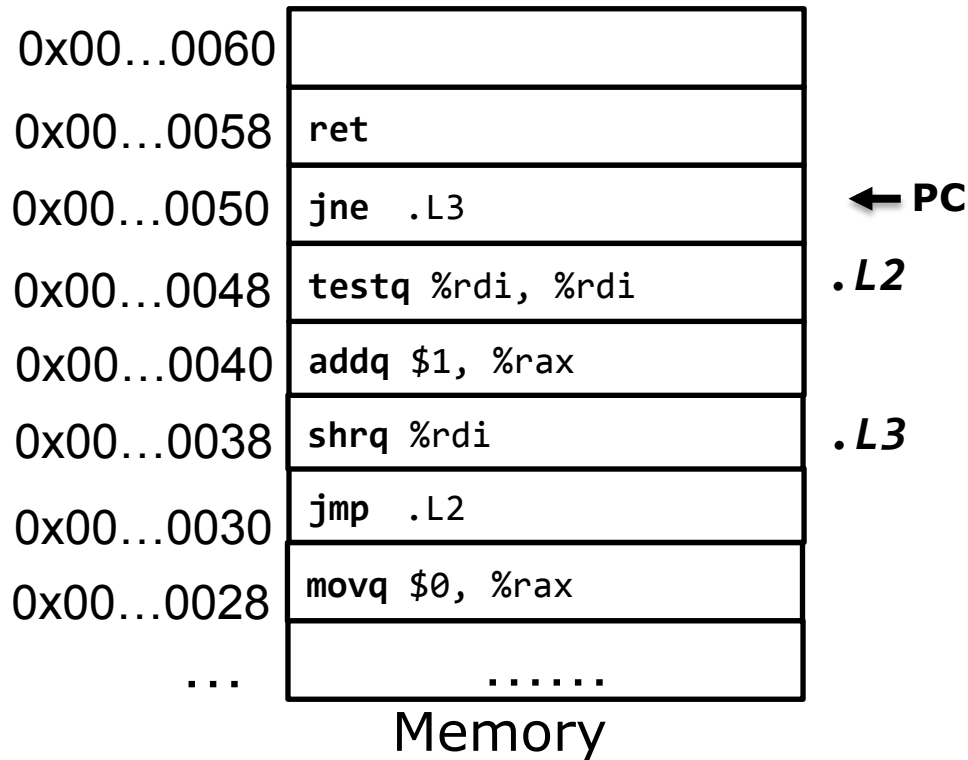 0x00…0060
0x00…0058 ret
0x00…0050 jne .L3 PC
0x00…0048 testq %rdi, %rdi .L2
0x00…0040 addq $1, %rax
0x00…0038 shrq %rdi .L3
0x00…0030 jmp .L2
0x00…0028 movq $0, %rax
… ......
Memory